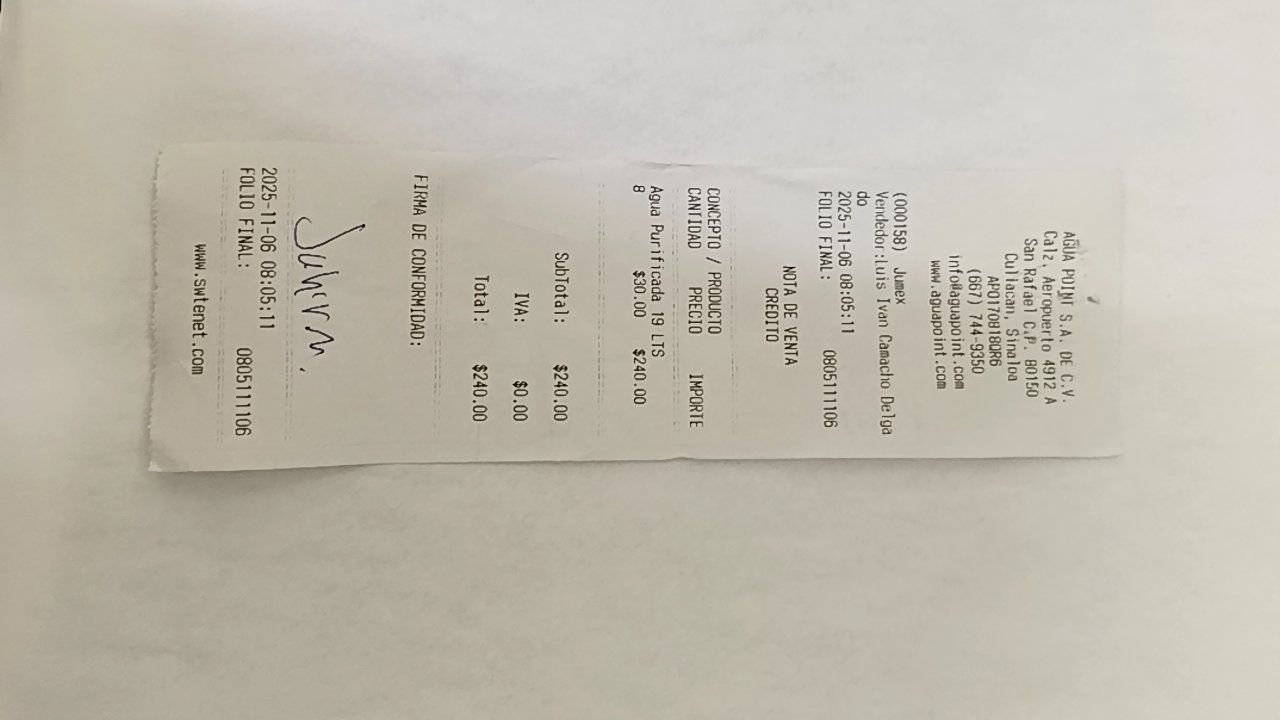 AGUA POINT S.A. DE C.V.
Calz. Aeropuerto 4912 A
San Rafael C.P. 80150
Culiacan, Sinaloa
APO170818QR6
(667) 744-9350
info@aguapoint.com
www.aguapoint.com
(000158) Jumex
Vendedor:Luis Ivan Camacho Delga
do
2025-11-06 08:05:11
FOLIO FINAL: 0805111106
NOTA DE VENTA
CREDITO
CONCEPTO / PRODUCTO
CANTIDAD PRECIO IMPORTE
Agua Purificada 19 LTS
8 $30.00 $240.00
SubTotal: $240.00
IVA: $0.00
Total: $240.00
FIRMA DE CONFORMIDAD:
2025-11-06 08:05:11
FOLIO FINAL: 0805111106
www.swtenet.com